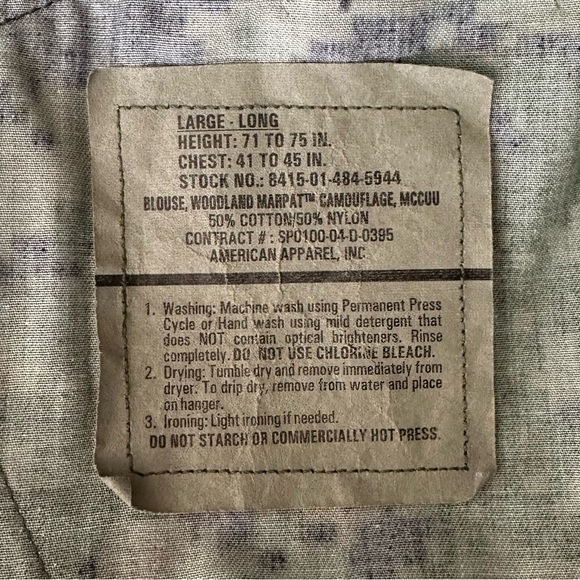 LARGE - LONG
HEIGHT: 71 TO 75 IN.
CHEST: 41 TO 45 IN.
STOCK NO.: 8415-01-484-5944
BLOUSE, WOODLAND MARPAT™ CAMOUFLAGE, MCCUU
50% COTTON/50% NYLON
CONTRACT # : SPO100-04-D-0395
AMERICAN APPAREL, INC
1. Washing: Machine wash using Permanent Press
Cycle or Hand wash using mild detergent that
does NOT contain optical brighteners. Rinse
completely. DO NOT USE CHLORINE BLEACH.
2. Drying: Tumble dry and remove immediately from
dryer. To drip dry, remove from water and place
on hanger.
3. Ironing: Light ironing if needed.
DO NOT STARCH OR COMMERCIALLY HOT PRESS.